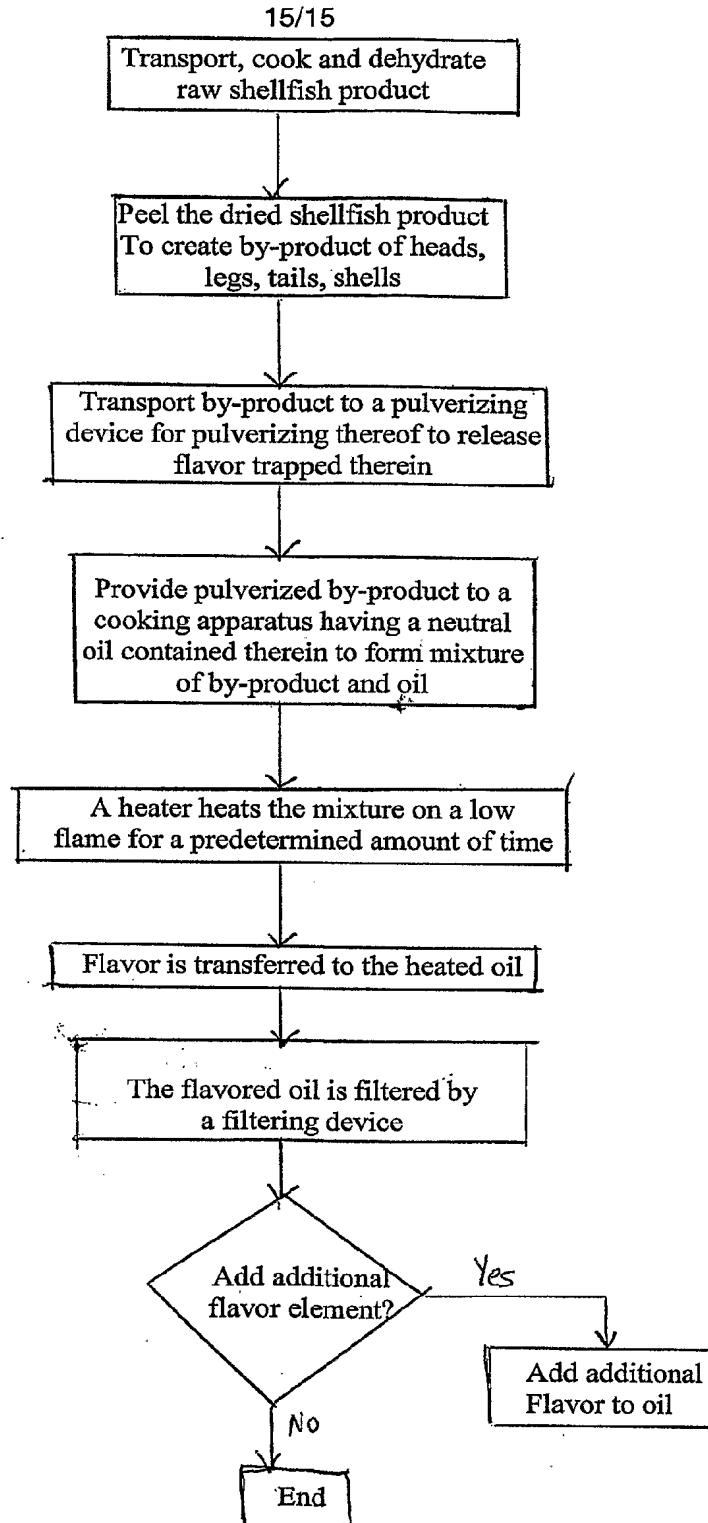 15/15
Transport, cook and dehydrate
raw shellfish product
Peel the dried shellfish product
To create by-product of heads,
legs, tails, shells
Transport by-product to a pulverizing
device for pulverizing thereof to release
flavor trapped therein
Provide pulverized by-product to a
cooking apparatus having a neutral
oil contained therein to form mixture
of by-product and oil
A heater heats the mixture on a low
flame for a predetermined amount of time
Flavor is transferred to the heated oil
The flavored oil is filtered by
a filtering device
Add additional
flavor element?
Yes
Add additional
Flavor to oil
No
End